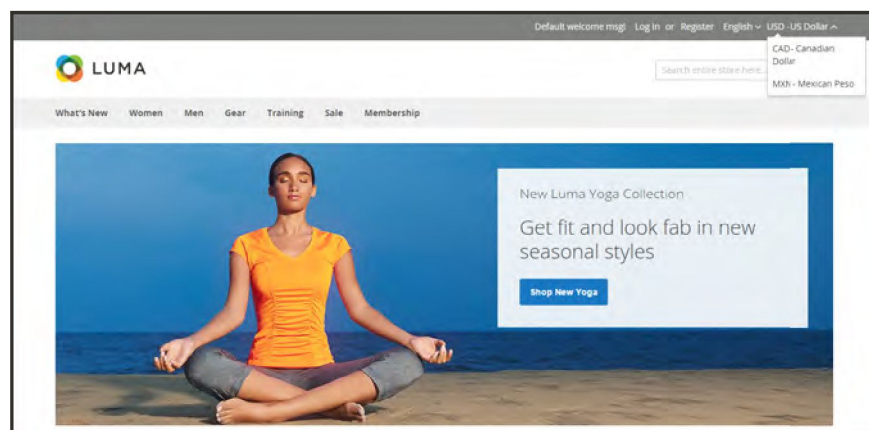 Default welcome msg! Log In or Register English USD - US Dollar
CAD - Canadian
Dollar
MXN - Mexican Peso
LUMA
Search entire store here...
What's New Women Men Gear Training Sale Membership
New Luma Yoga Collection
Get fit and look fab in new
seasonal styles
Shop New Yoga